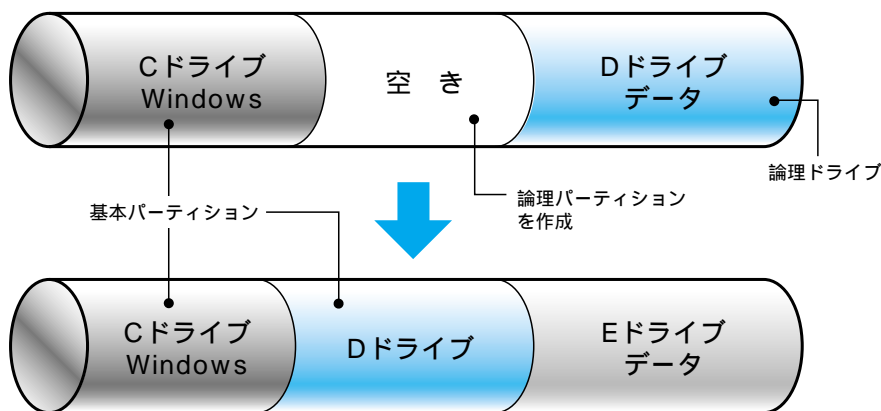 Cドライブ
Windows
空 き
Dドライブ
データ
論理ドライブ
基本パーティション
論理パーティション
を作成
Cドライブ
Windows
Dドライブ
Eドライブ
データ